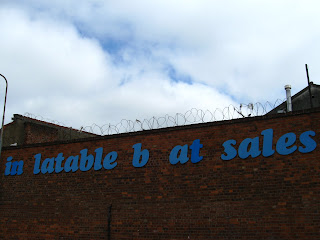 in latable b at sales